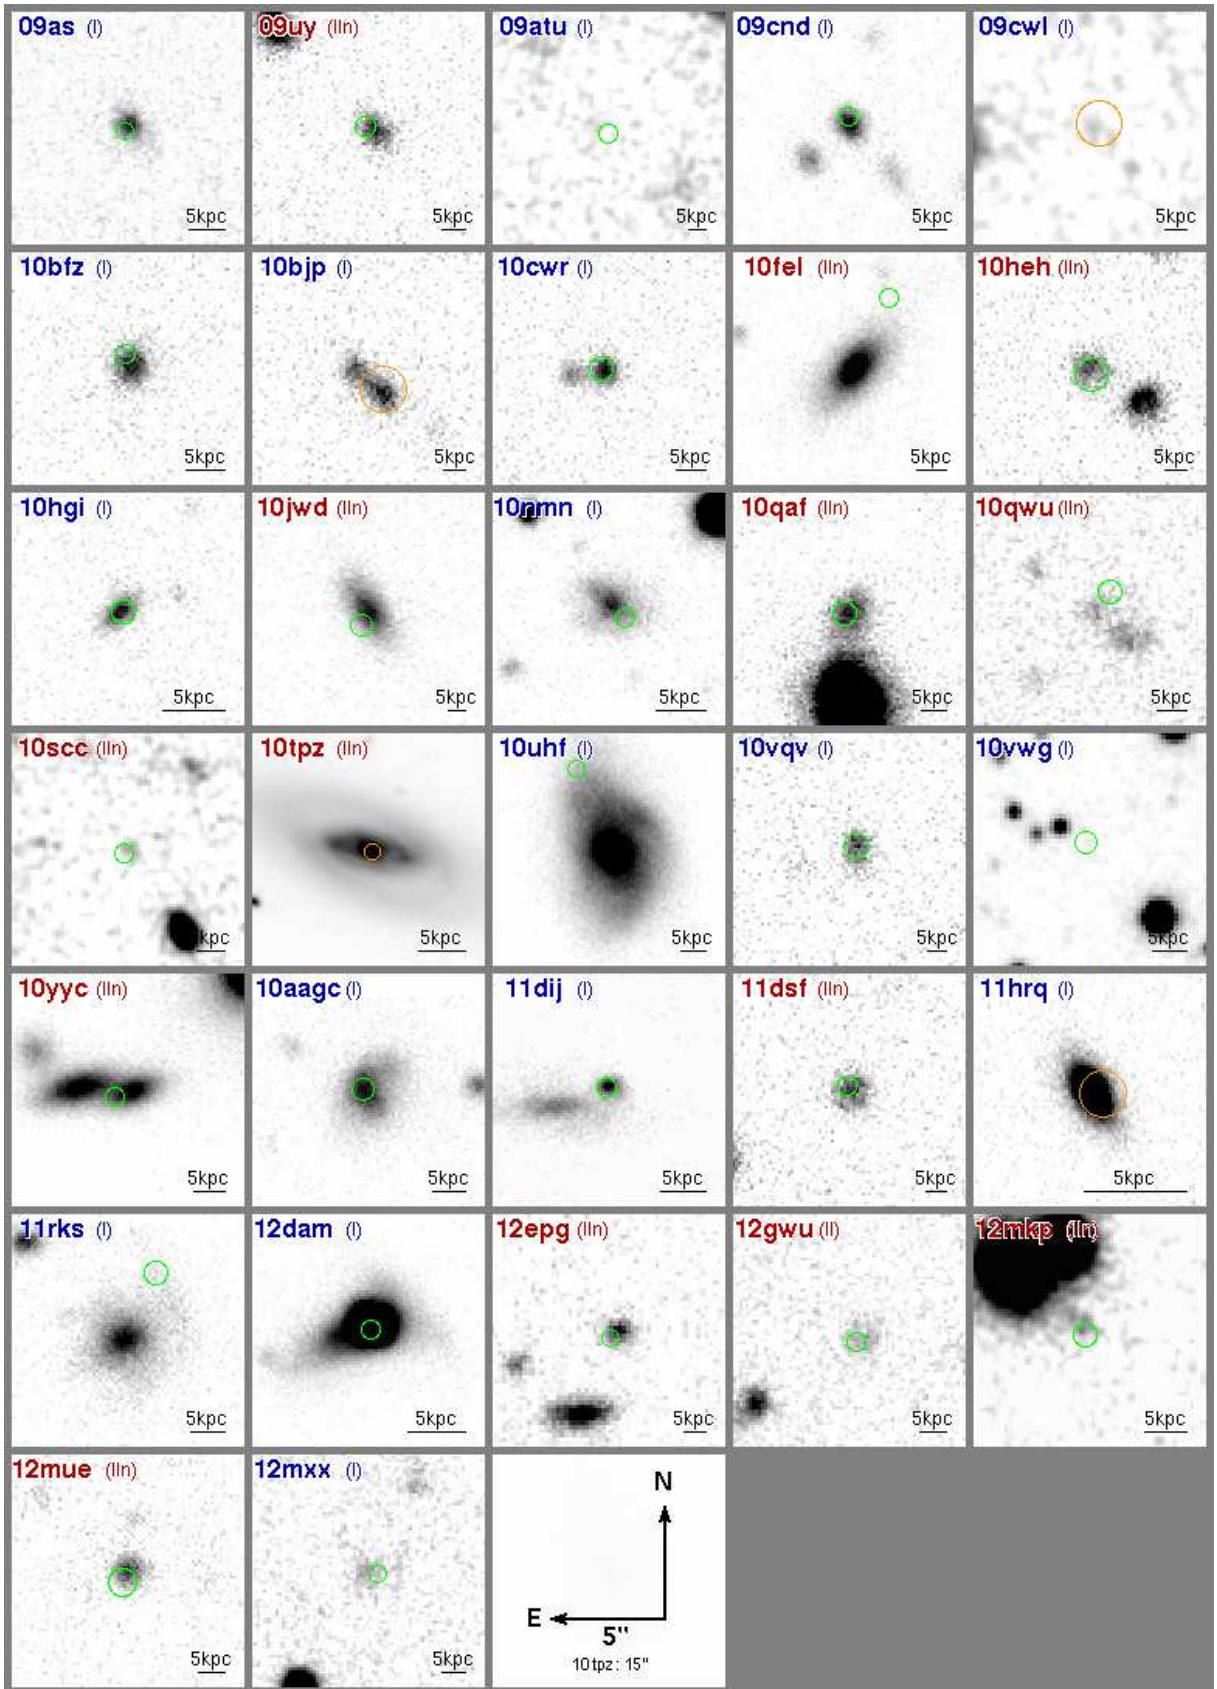 09as (I) 09uy (IIn) 09atu (I) 09cnd (I) 09cwl (I)
5kpc 5kpc 5kpc 5kpc 5kpc
10bfz (I) 10bjp (I) 10cwr (I) 10fel (IIn) 10heh (IIn)
5kpc 5kpc 5kpc 5kpc 5kpc
10hgi (I) 10jwd (IIn) 10nmn (I) 10qaf (IIn) 10qwu (IIn)
5kpc 5kpc 5kpc 5kpc 5kpc
10scc (IIn) 10tpz (IIn) 10uhf (I) 10vqv (I) 10vwg (I)
kpc 5kpc 5kpc 5kpc 5kpc
10yyc (IIn) 10aagc (I) 11dij (I) 11dsf (IIn) 11hrq (I)
5kpc 5kpc 5kpc 5kpc 5kpc
11rks (I) 12dam (I) 12epg (IIn) 12gwu (II) 12mkp (IIn)
5kpc 5kpc 5kpc 5kpc 5kpc
12mue (IIn) 12mxx (I) N
E
5"
5kpc 5kpc 10tpz: 15"